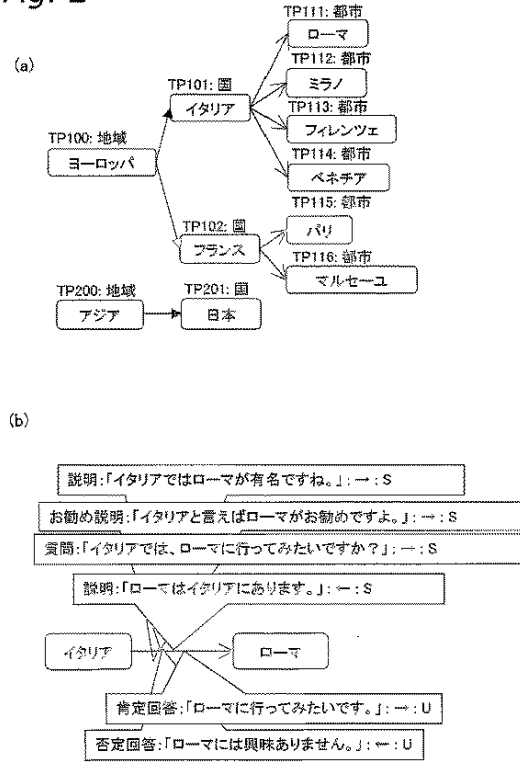 (a)
TP111: 都市
ローマ
TP112: 都市
ミラノ
TP101: 国
イタリア
TP113: 都市
フィレンツェ
TP100: 地域
ヨーロッパ
TP114: 都市
ベネチア
TP115: 都市
パリ
TP102: 国
フランス
TP116: 都市
マルセーユ
TP200: 地域
アジア
TP201: 国
日本
(b)
説明:「イタリアではローマが有名ですね。」: → : S
お勧め説明:「イタリアと言えばローマがお勧めですよ。」: → : S
質問:「イタリアでは、ローマに行ってみたいですか?」: → : S
説明:「ローマはイタリアにあります。」: ← : S
イタリア
ローマ
肯定回答:「ローマに行ってみたいです。」: → : U
否定回答:「ローマには興味ありません。」: ← : U